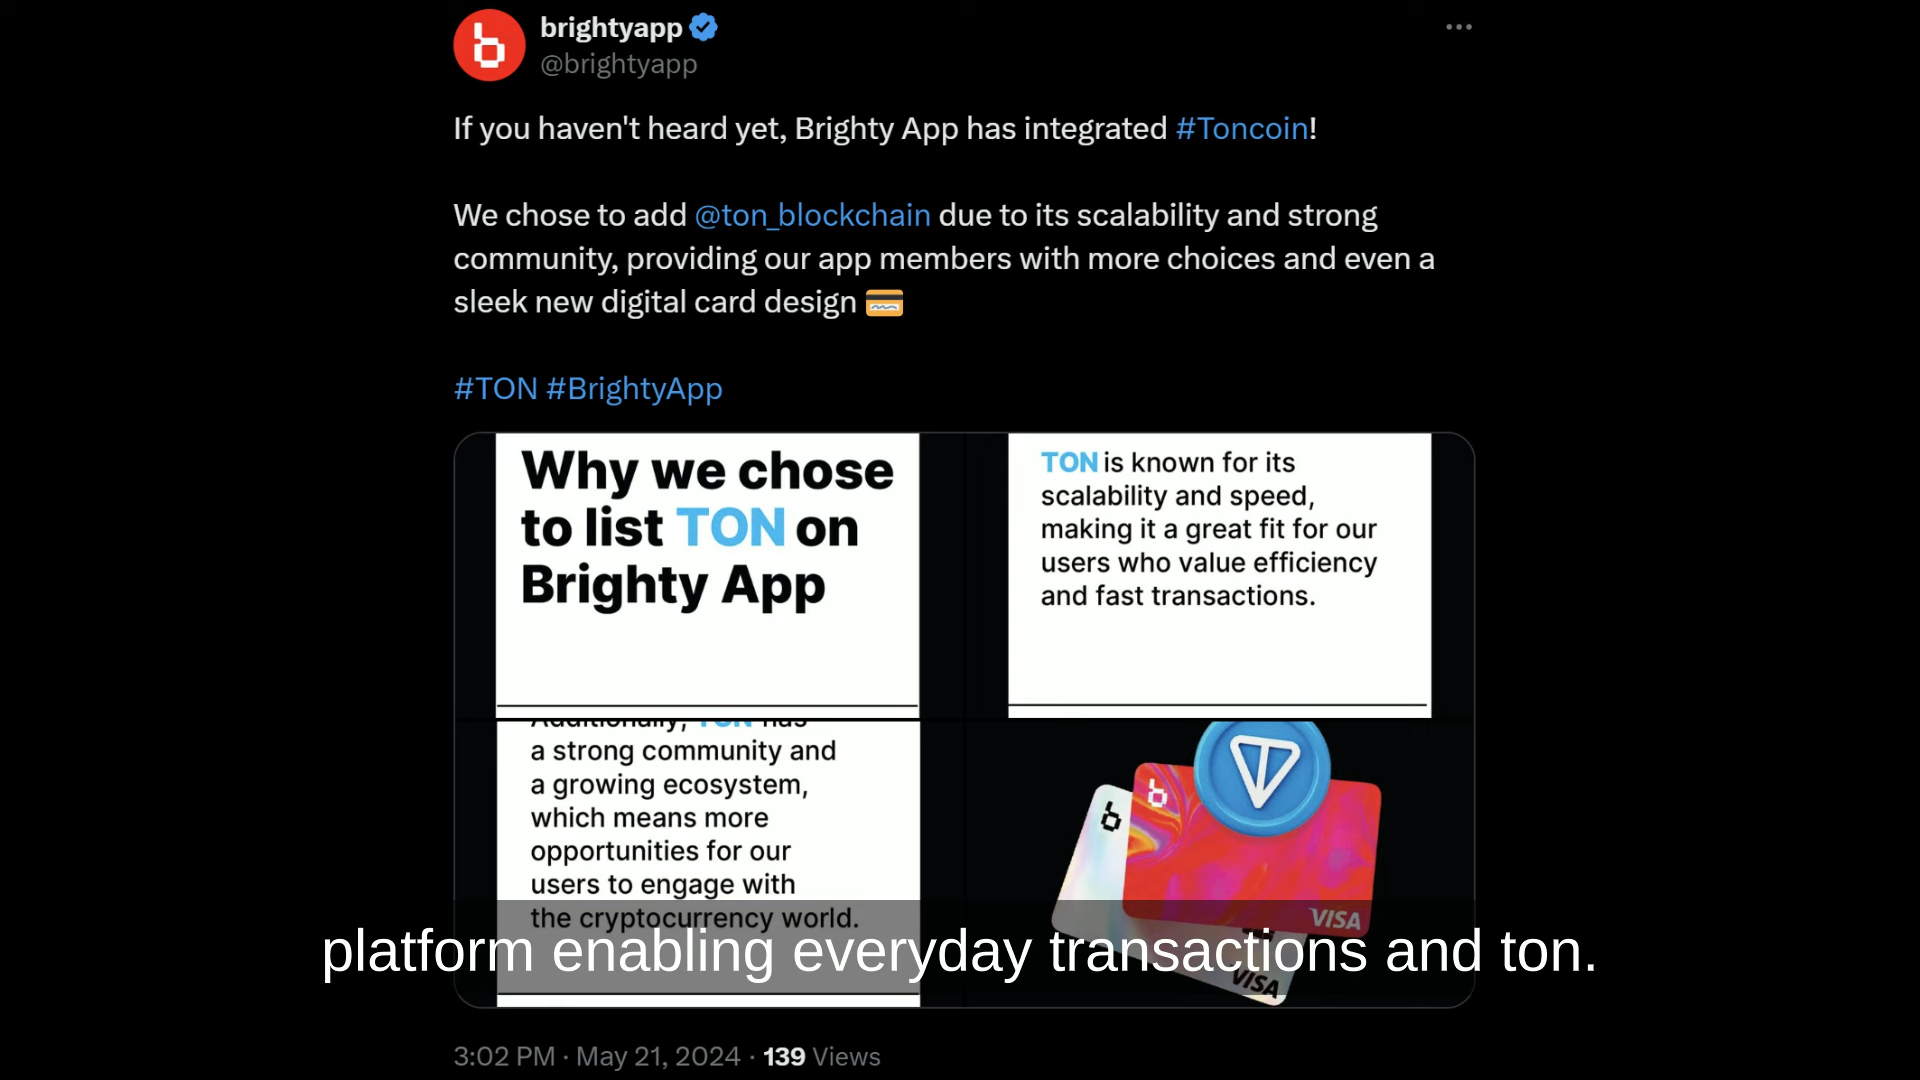 brightyapp
@brightyapp
If you haven't heard yet, Brighty App has integrated #Toncoin!
We chose to add @ton_blockchain due to its scalability and strong
community, providing our app members with more choices and even a
sleek new digital card design
#TON #BrightyApp
Why we chose
to list TON on
Brighty App
TON is known for its
scalability and speed,
making it a great fit for our
users who value efficiency
and fast transactions.
Additionally, TON has
a strong community and
a growing ecosystem,
which means more
opportunities for our
users to engage with
the cryptocurrency world.
VISA
VISA
platform enabling everyday transactions and ton.
3:02 PM · May 21, 2024 · 139 Views